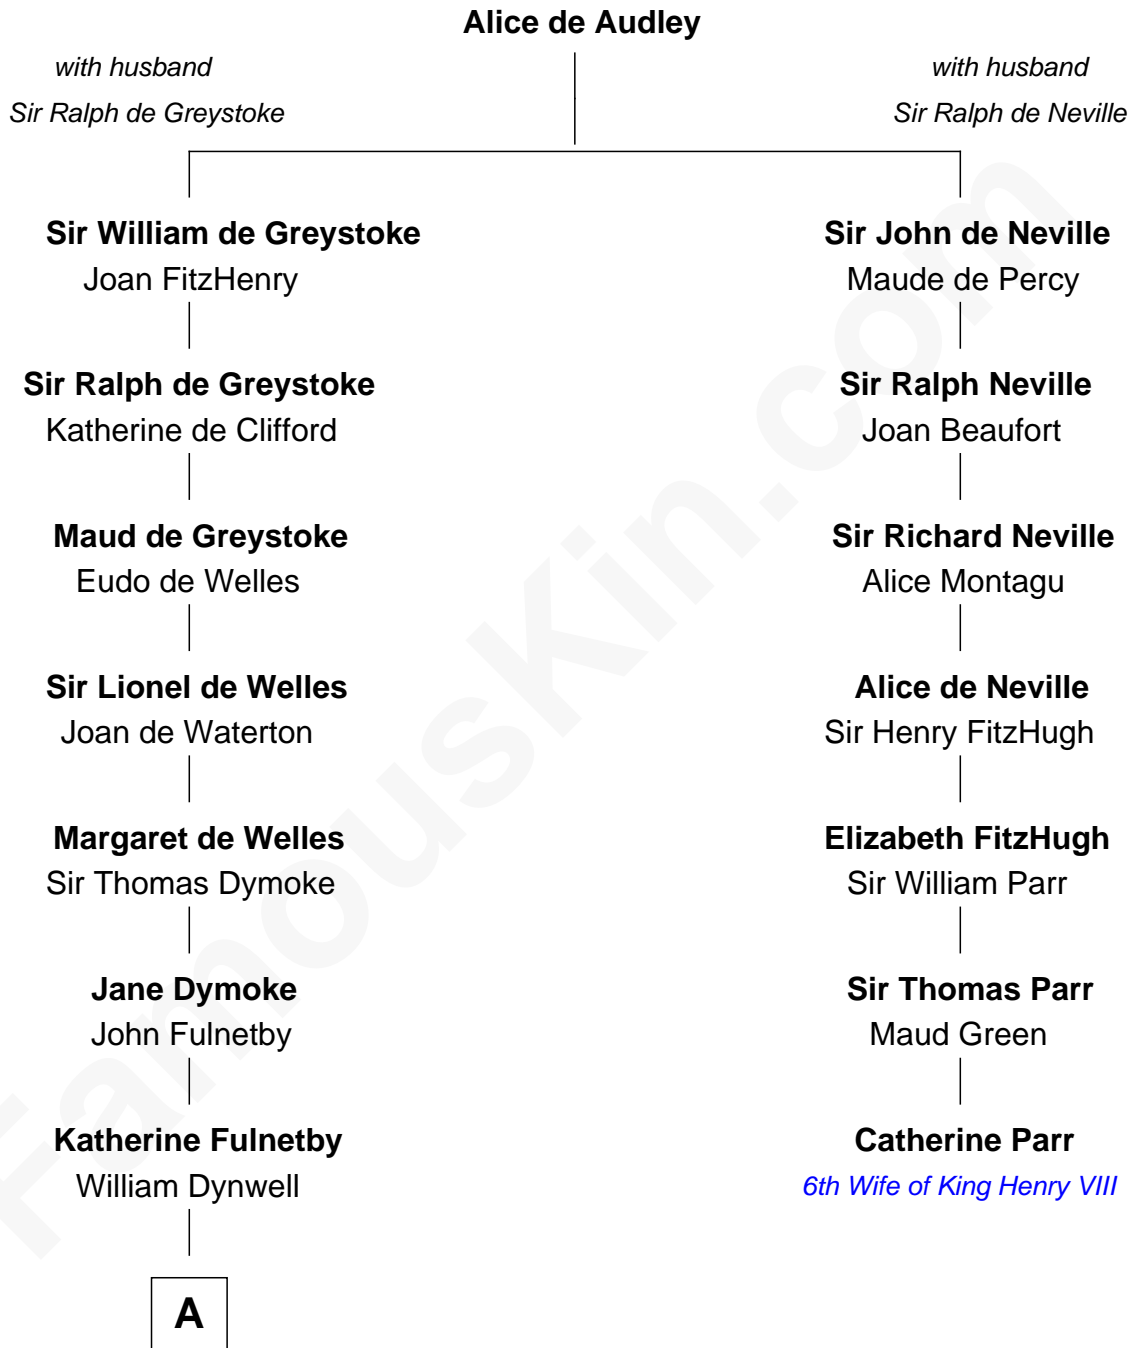 Alice de Audley
with husband
Sir Ralph de Greystoke
with husband
Sir Ralph de Neville
Sir William de Greystoke
Joan FitzHenry
Sir Ralph de Greystoke
Katherine de Clifford
Maud de Greystoke
Eudo de Welles
Sir Lionel de Welles
Joan de Waterton
Margaret de Welles
Sir Thomas Dymoke
Jane Dymoke
John Fulnetby
Katherine Fulnetby
William Dynwell
A
Sir John de Neville
Maude de Percy
Sir Ralph Neville
Joan Beaufort
Sir Richard Neville
Alice Montagu
Alice de Neville
Sir Henry FitzHugh
Elizabeth FitzHugh
Sir William Parr
Sir Thomas Parr
Maud Green
Catherine Parr
6th Wife of King Henry VIII
FamousKin.com